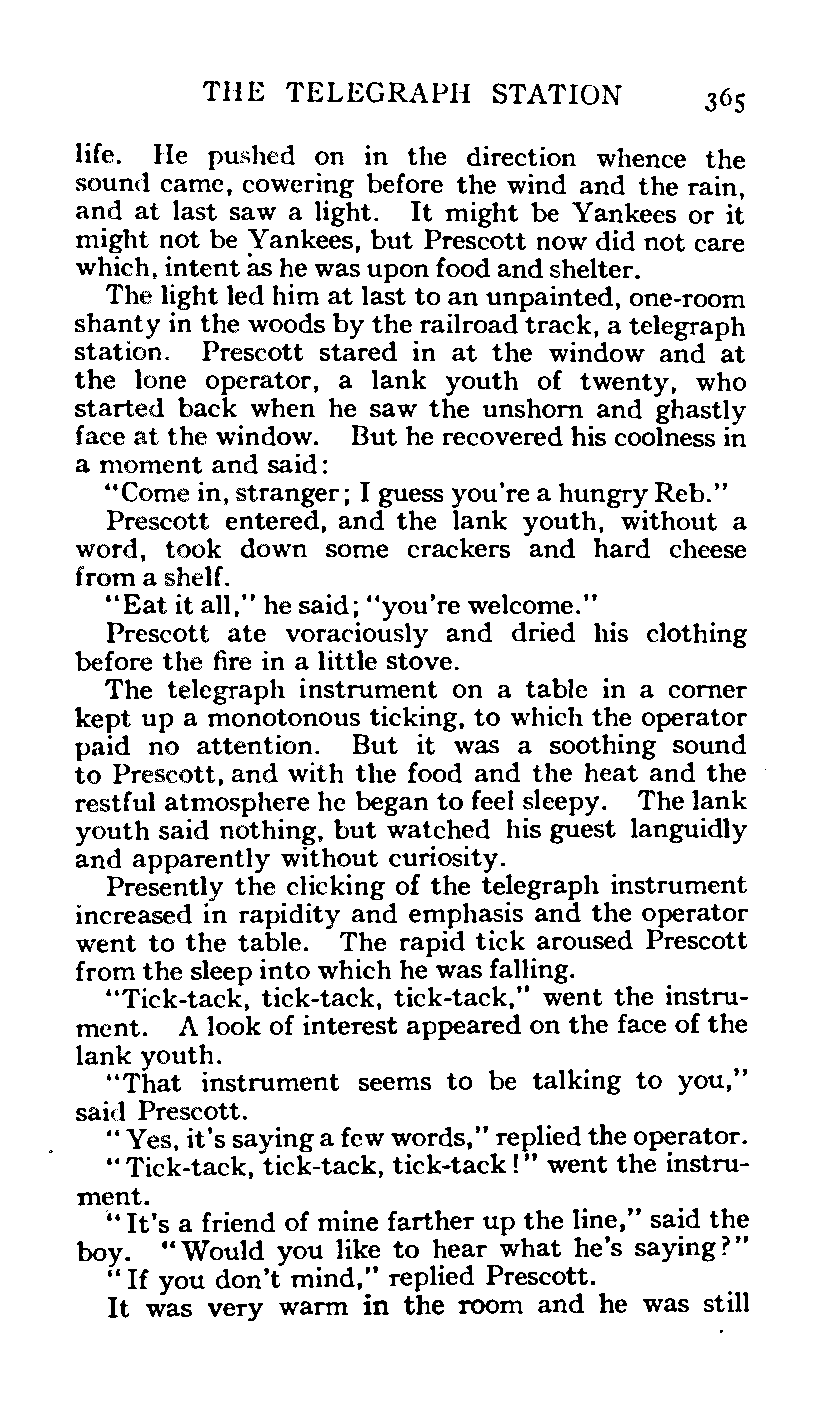 THE TELEGRAPH STATION 365
life. He pushed on in the direction whence the
sound came, cowering before the wind and the rain,
and at last saw a light. It might be Yankees or it
might not be Yankees, but Prescott now did not care
which, intent as he was upon food and shelter.
The light led him at last to an unpainted, one-room
shanty in the woods by the railroad track, a telegraph
station. Prescott stared in at the window and at
the lone operator, a lank youth of twenty, who
started back when he saw the unshorn and ghastly
face at the window. But he recovered his coolness in
a moment and said:
"Come in, stranger; I guess you're a hungry Reb."
Prescott entered, and the lank youth, without a
word, took down some crackers and hard cheese
from a shelf.
"Eat it all," he said; "you're welcome."
Prescott ate voraciously and dried his clothing
before the fire in a little stove.
The telegraph instrument on a table in a corner
kept up a monotonous ticking, to which the operator
paid no attention. But it was a soothing sound
to Prescott, and with the food and the heat and the
restful atmosphere he began to feel sleepy. The lank
youth said nothing, but watched his guest languidly
and apparently without curiosity.
Presently the clicking of the telegraph instrument
increased in rapidity and emphasis and the operator
went to the table. The rapid tick aroused Prescott
from the sleep into which he was falling.
"Tick-tack, tick-tack, tick-tack," went the instru-
ment. A look of interest appeared on the face of the
lank youth.
"That instrument seems to be talking to you,"
said Prescott.
"Yes, it's saying a few words," replied the operator.
"Tick-tack, tick-tack, tick-tack!" went the instru-
ment.
"It's a friend of mine farther up the line," said the
boy. "Would you like to hear what he's saying?"
"If you don't mind," replied Prescott.
It was very warm in the room and he was still